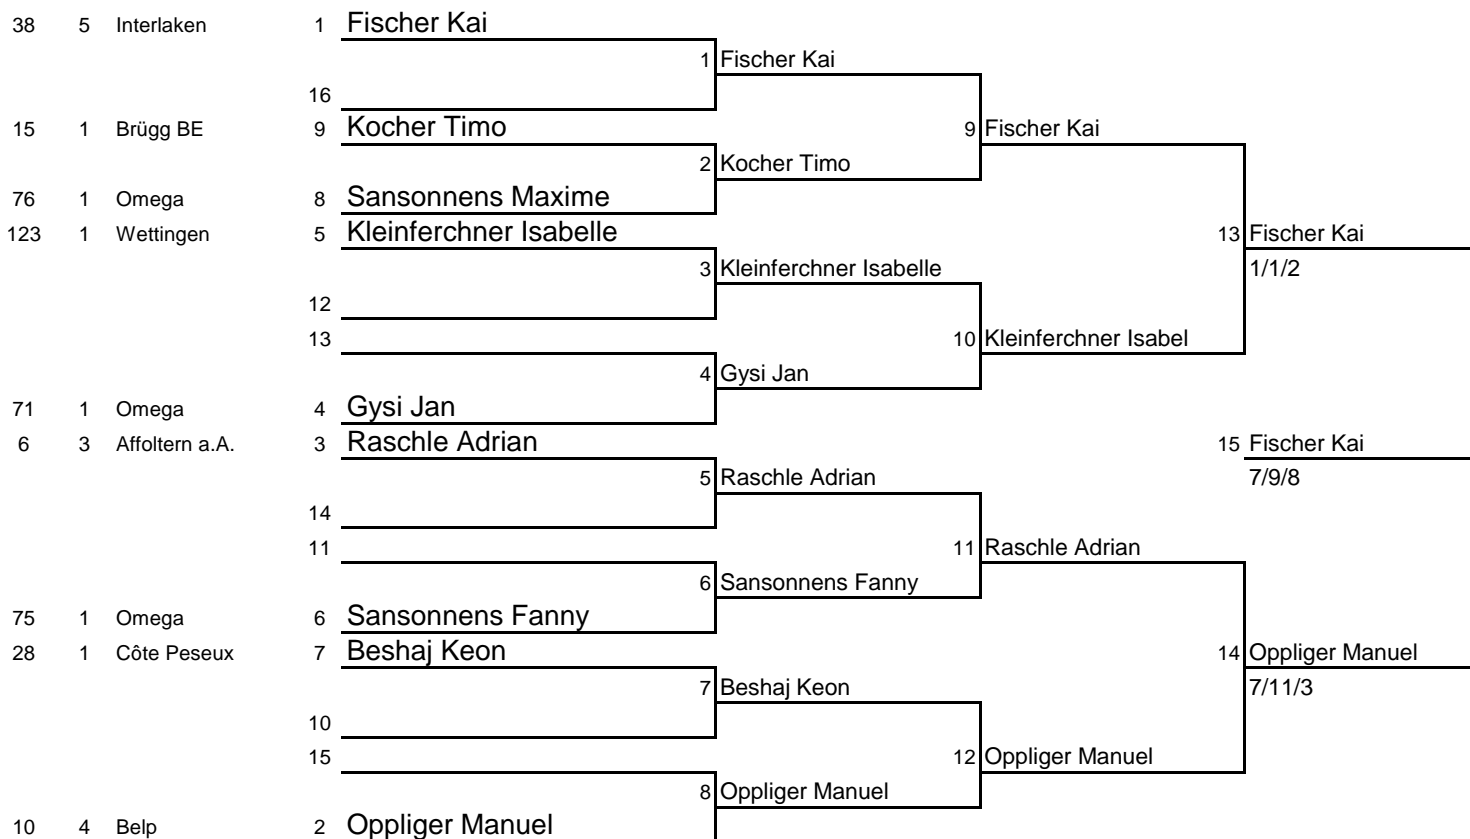 38 5 Interlaken 1 Fischer Kai
1 Fischer Kai
16
15 1 Brügg BE 9 Kocher Timo 9 Fischer Kai
2 Kocher Timo
76 1 Omega 8 Sansonnens Maxime
123 1 Wettingen 5 Kleinferchner Isabelle 13 Fischer Kai
3 Kleinferchner Isabelle 1/1/2
12
13 10 Kleinferchner Isabel
4 Gysi Jan
71 1 Omega 4 Gysi Jan
6 3 Affoltern a.A. 3 Raschle Adrian 15 Fischer Kai
5 Raschle Adrian 7/9/8
14
11 11 Raschle Adrian
6 Sansonnens Fanny
75 1 Omega 6 Sansonnens Fanny
28 1 Côte Peseux 7 Beshaj Keon 14 Oppliger Manuel
7 Beshaj Keon 7/11/3
10
15 12 Oppliger Manuel
8 Oppliger Manuel
10 4 Belp 2 Oppliger Manuel